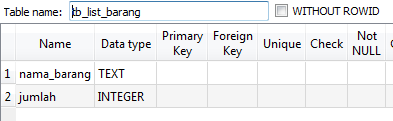 Table name: tb_list_barang WITHOUT ROWID
Name Data type Primary Key Foreign Key Unique Check Not NULL
1 nama_barang TEXT
2 jumlah INTEGER